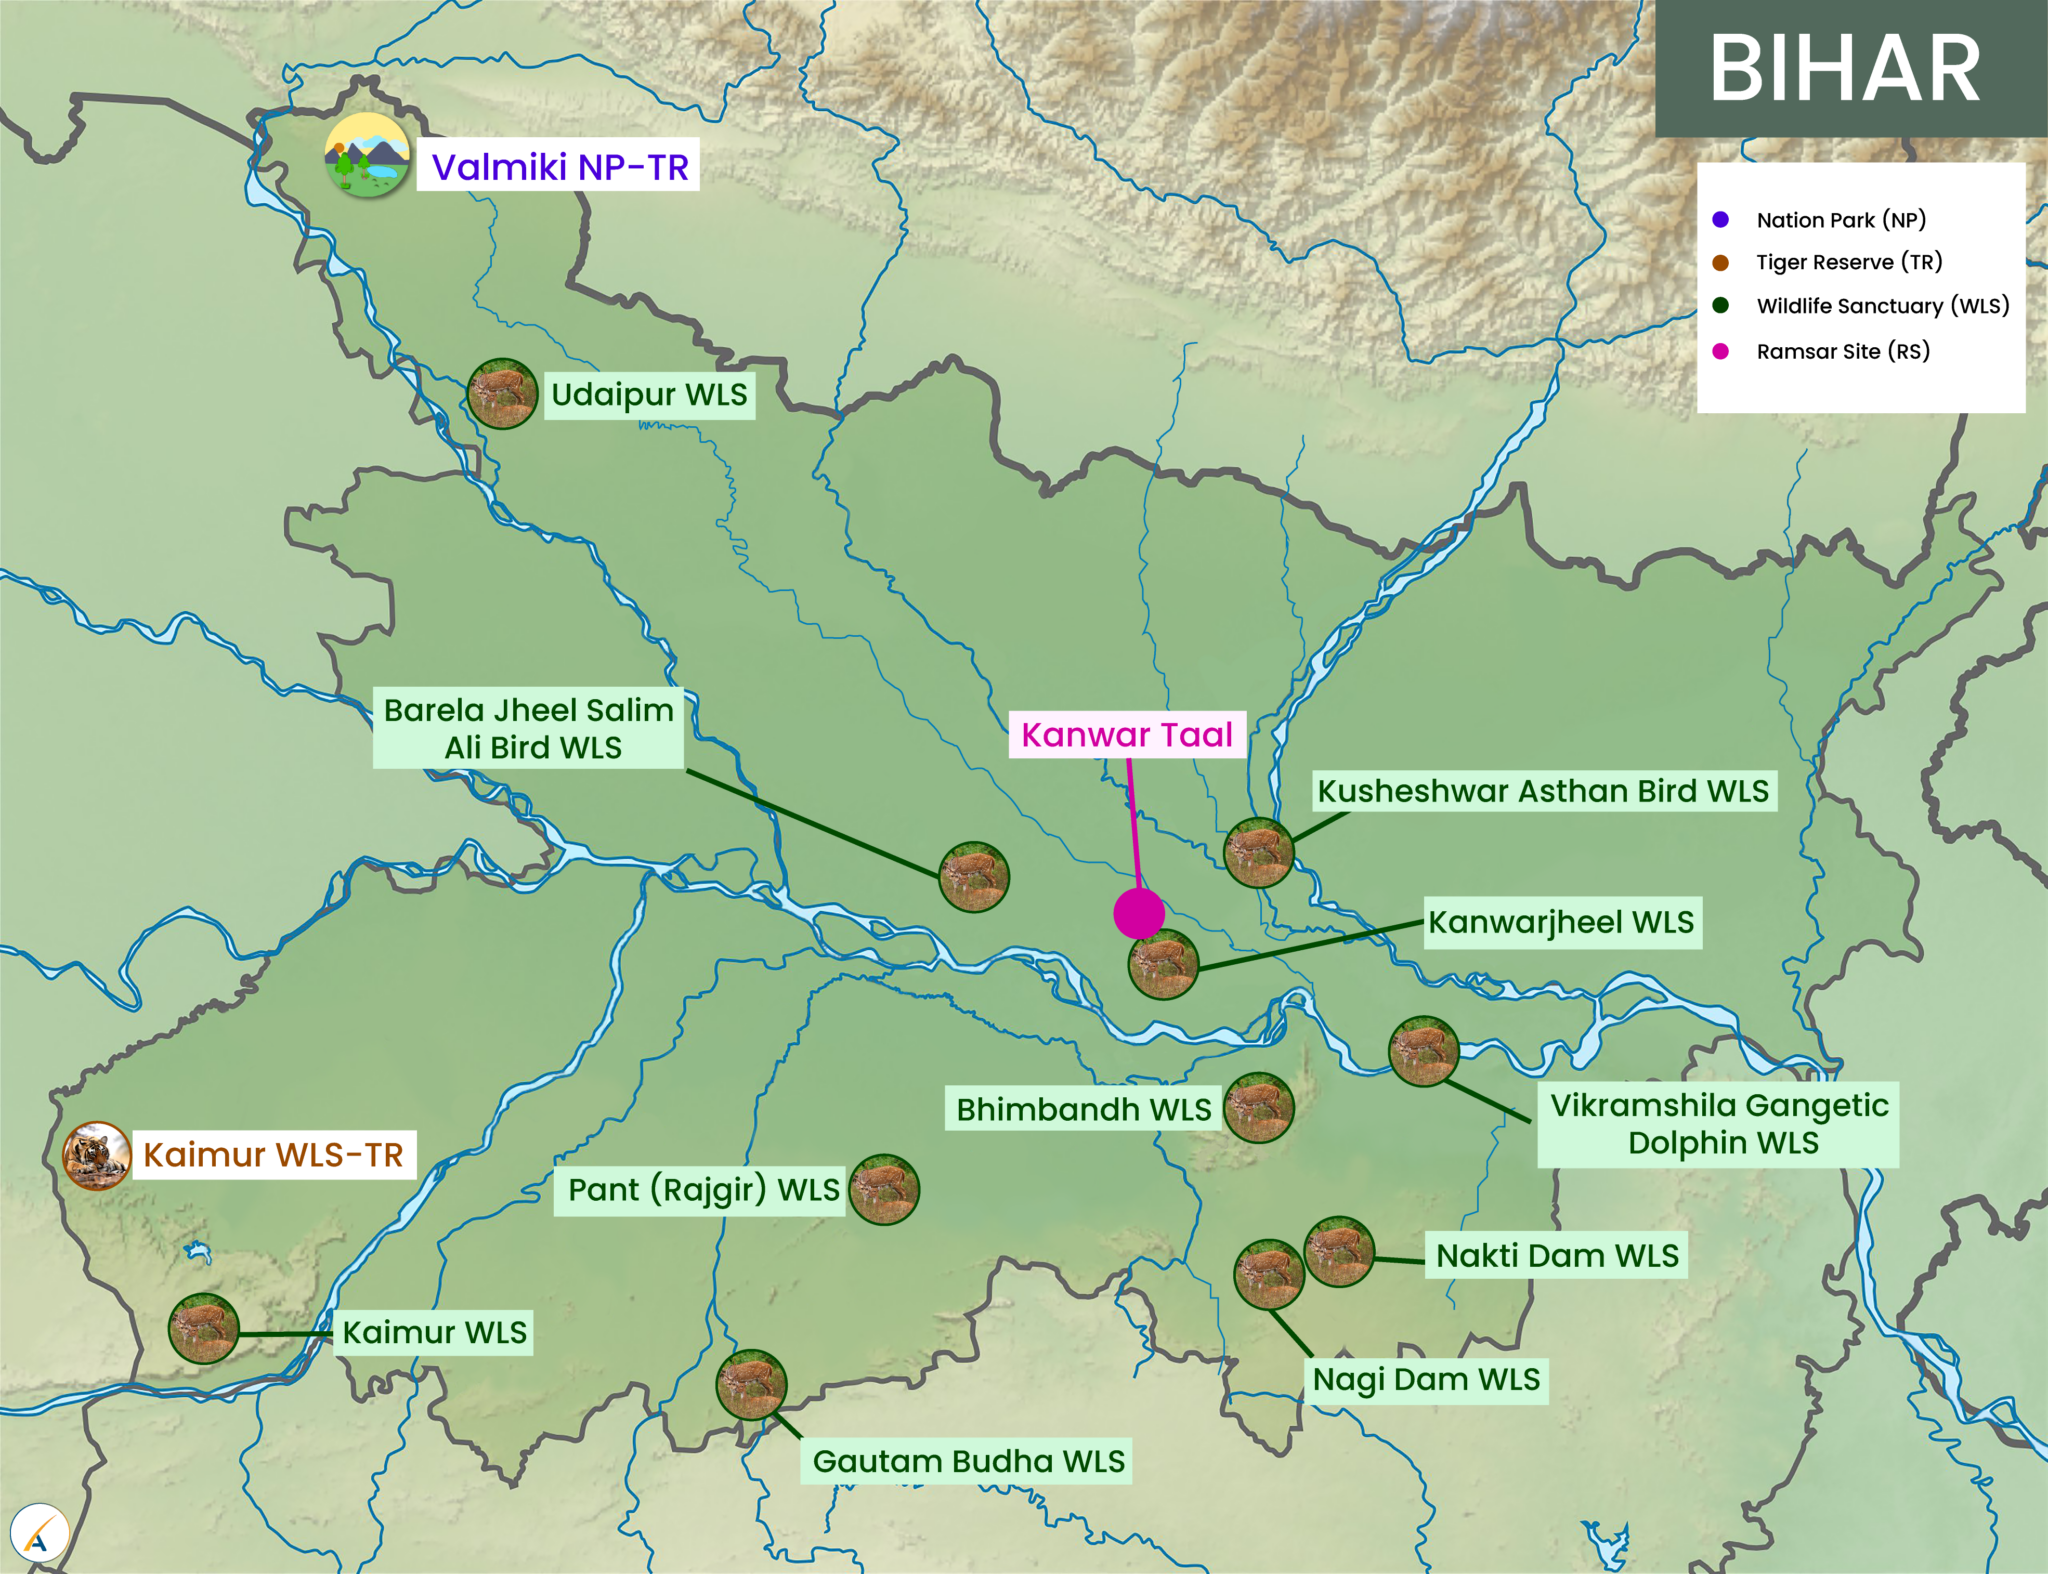 BIHAR
Valmiki NP-TR
Nation Park (NP)
Tiger Reserve (TR)
Wildlife Sanctuary (WLS)
Ramsar Site (RS)
Udaipur WLS
Barela Jheel Salim
Ali Bird WLS
Kanwar Taal
Kusheshwar Asthan Bird WLS
Kanwarjheel WLS
Bhimbandh WLS
Vikramshila Gangetic
Dolphin WLS
Kaimur WLS-TR
Pant (Rajgir) WLS
Nakti Dam WLS
Kaimur WLS
Nagi Dam WLS
Gautam Budha WLS
A